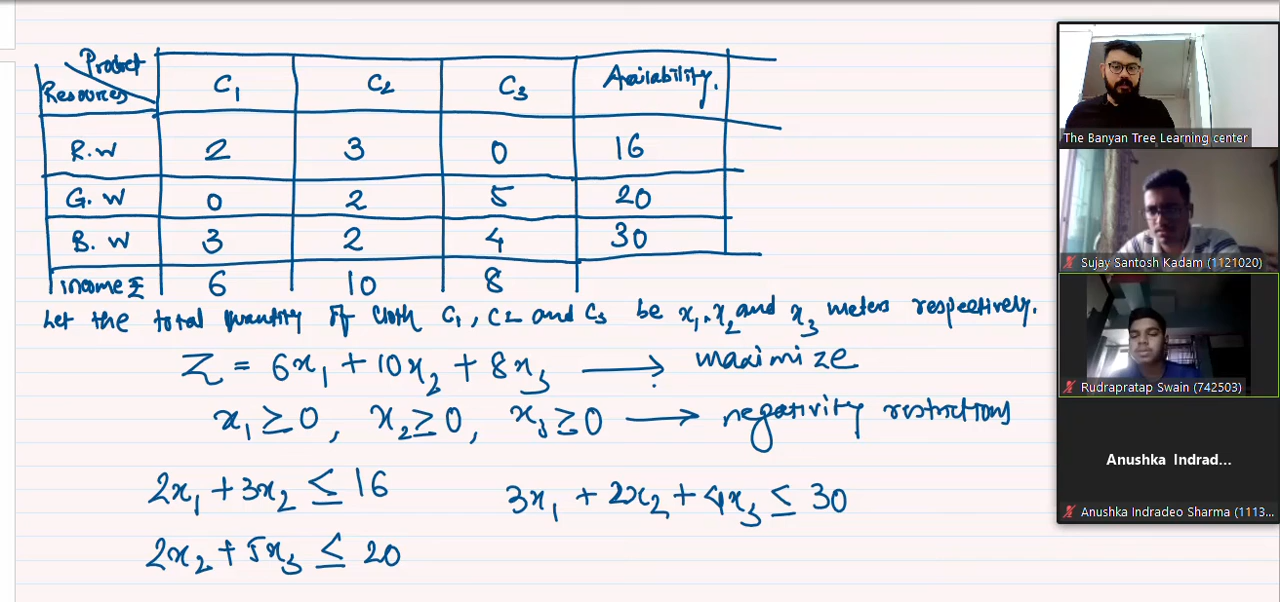 Product
Resources C₁ C₂ C₃ Availability.
R.W 2 3 0 16
G.W 0 2 5 20
B.W 3 2 4 30
income Σ 6 10 8
Let the total quantity of cloth C₁, C2 and C₃ be x₁, x₂ and x₃ meters respectively.
Z = 6x₁ + 10x₂ + 8x₃ → maximize
x₁ ≥ 0, x₂ ≥ 0, x₃ ≥ 0 → negativity restrictions
2x₁ + 3x₂ ≤ 16 3x₁ + 2x₂ + 4x₃ ≤ 30
2x₂ + 5x₃ ≤ 20
The Banyan Tree Learning center
Sujay Santosh Kadam (1121020)
Rudrapratap Swain (742503)
Anushka Indrad...
Anushka Indradeo Sharma (1113...